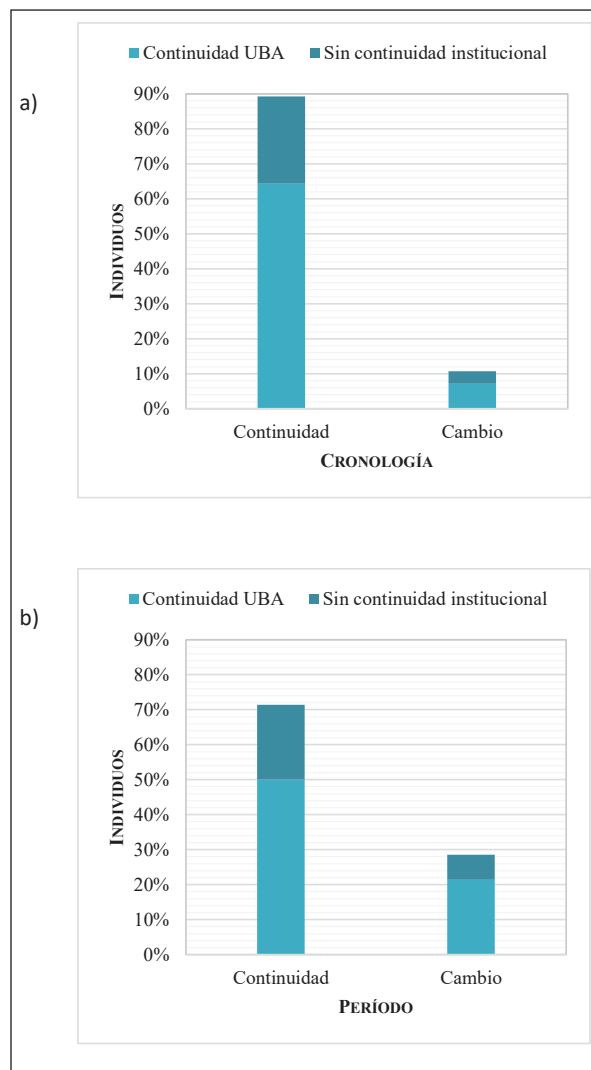 a)
Continuidad UBA Sin continuidad institucional
90%
80%
70%
60%
50%
40%
30%
20%
10%
0%
INDIVIDUOS
Continuidad Cambio
CRONOLOGÍA
b)
Continuidad UBA Sin continuidad institucional
90%
80%
70%
60%
50%
40%
30%
20%
10%
0%
INDIVIDUOS
Continuidad Cambio
PERÍODO